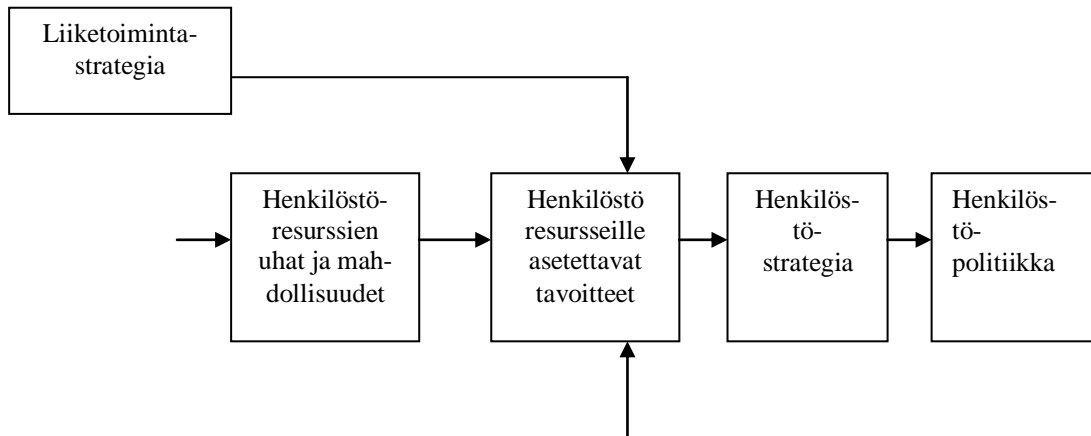 Liiketoiminta-
strategia
Henkilöstö-
resurssien
uhat ja mah-
dollisuudet
Henkilöstö
resursseille
asetettavat
tavoitteet
Henkilös-
tö-
strategia
Henkilös-
tö-
politiikka